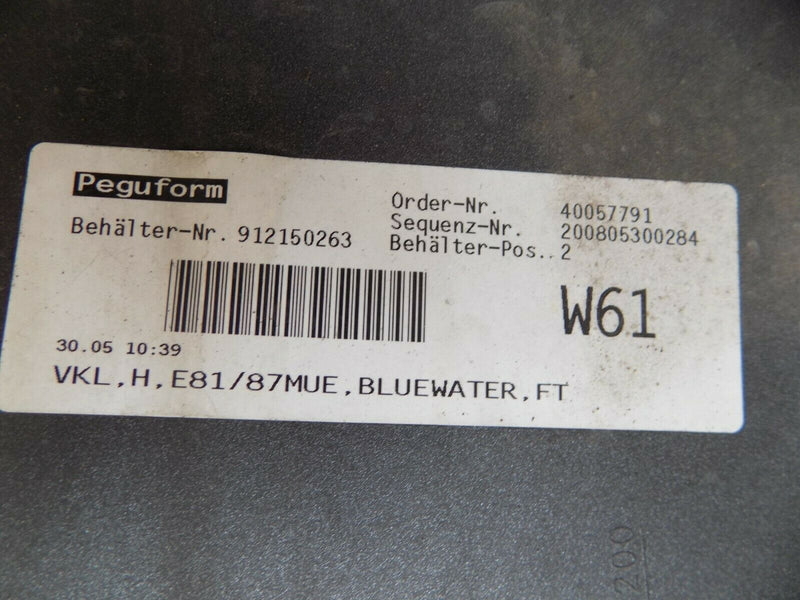 Peguform
Behälter-Nr. 912150263
Order-Nr. 40057791
Sequenz-Nr. 200805300284
Behälter-Pos.. 2
W61
30.05 10:39
VKL,H,E81/87MUE,BLUEWATER,FT
200